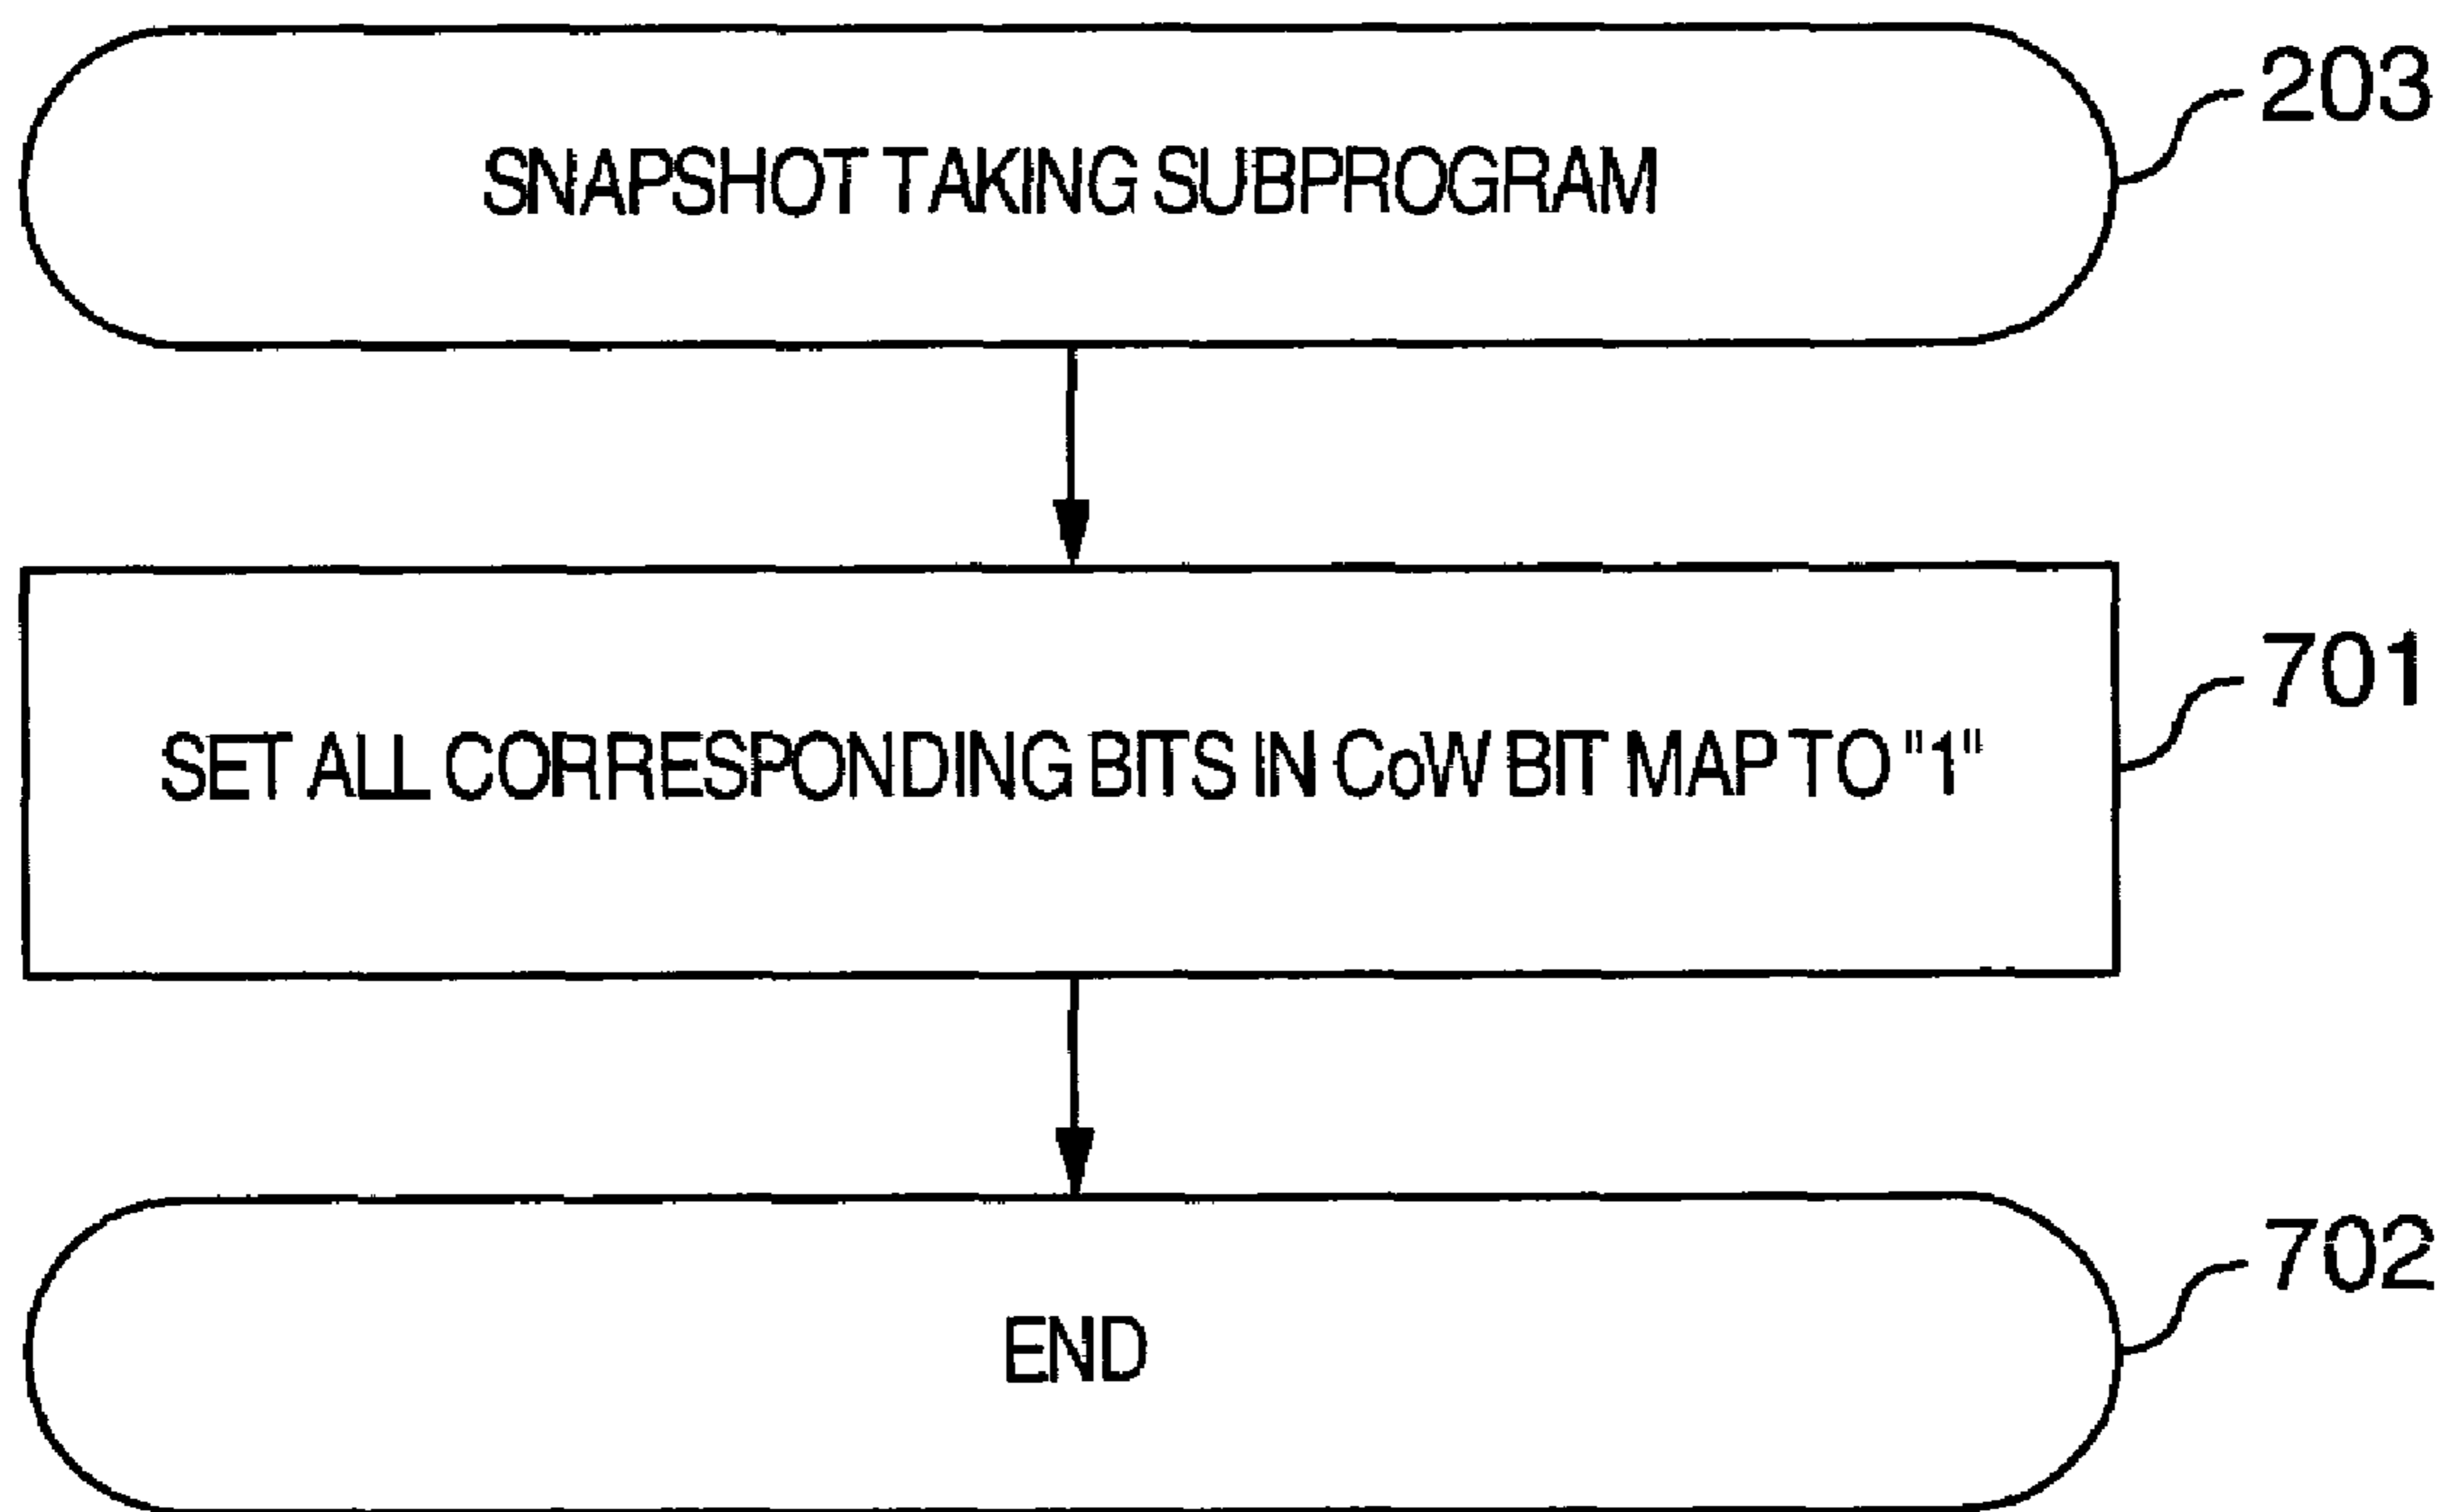 SNAPSHOT TAKING SUBPROGRAM
203
SET ALL CORRESPONDING BITS IN CoW BIT MAP TO "1"
701
END
702